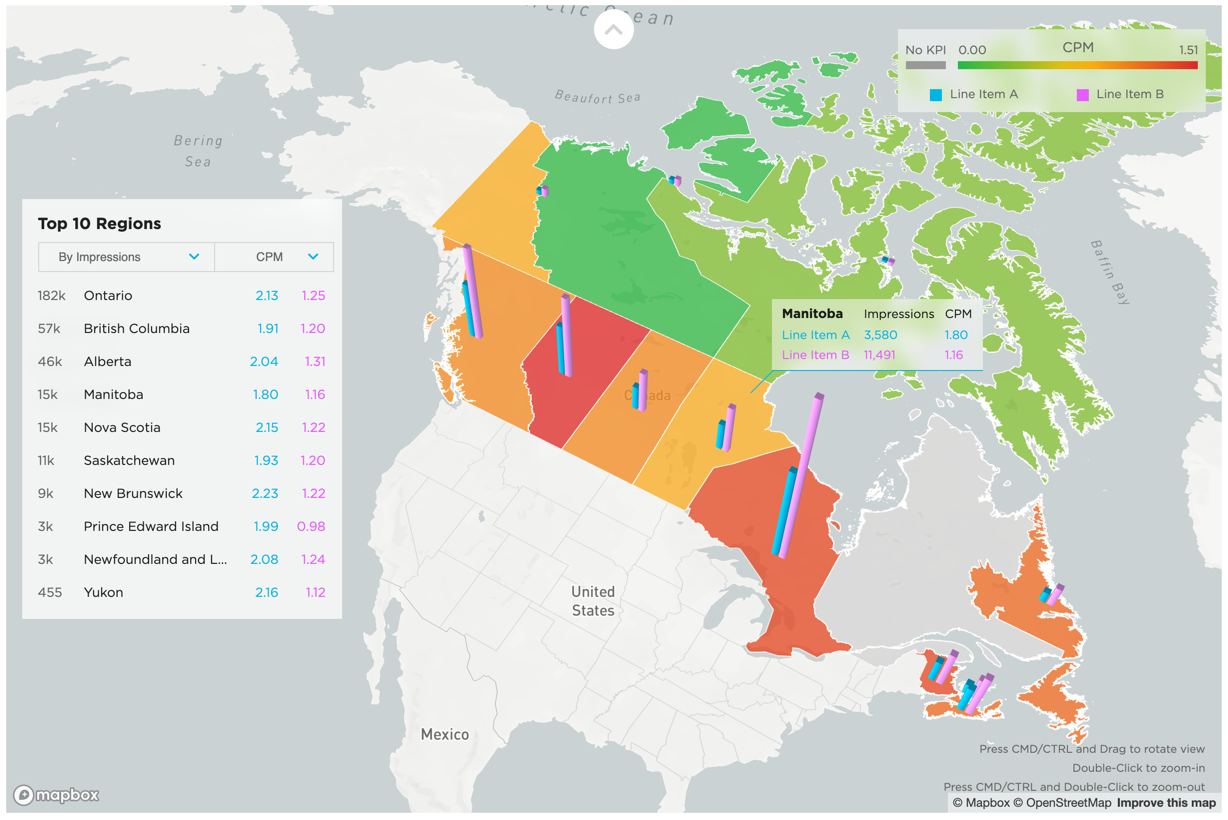 Arctic Ocean
No KPI 0.00 CPM 1.51
Line Item A Line Item B
Beaufort Sea
Bering
Sea
Baffin Bay
Top 10 Regions
By Impressions CPM
182k Ontario 2.13 1.25
57k British Columbia 1.91 1.20
46k Alberta 2.04 1.31
15k Manitoba 1.80 1.16
15k Nova Scotia 2.15 1.22
11k Saskatchewan 1.93 1.20
9k New Brunswick 2.23 1.22
3k Prince Edward Island 1.99 0.98
3k Newfoundland and L... 2.08 1.24
455 Yukon 2.16 1.12
Manitoba Impressions CPM
Line Item A 3,580 1.80
Line Item B 11,491 1.16
Canada
United
States
Mexico
Press CMD/CTRL and Drag to rotate view
Double-Click to zoom-in
Press CMD/CTRL and Double-Click to zoom-out
mapbox
© Mapbox © OpenStreetMap Improve this map